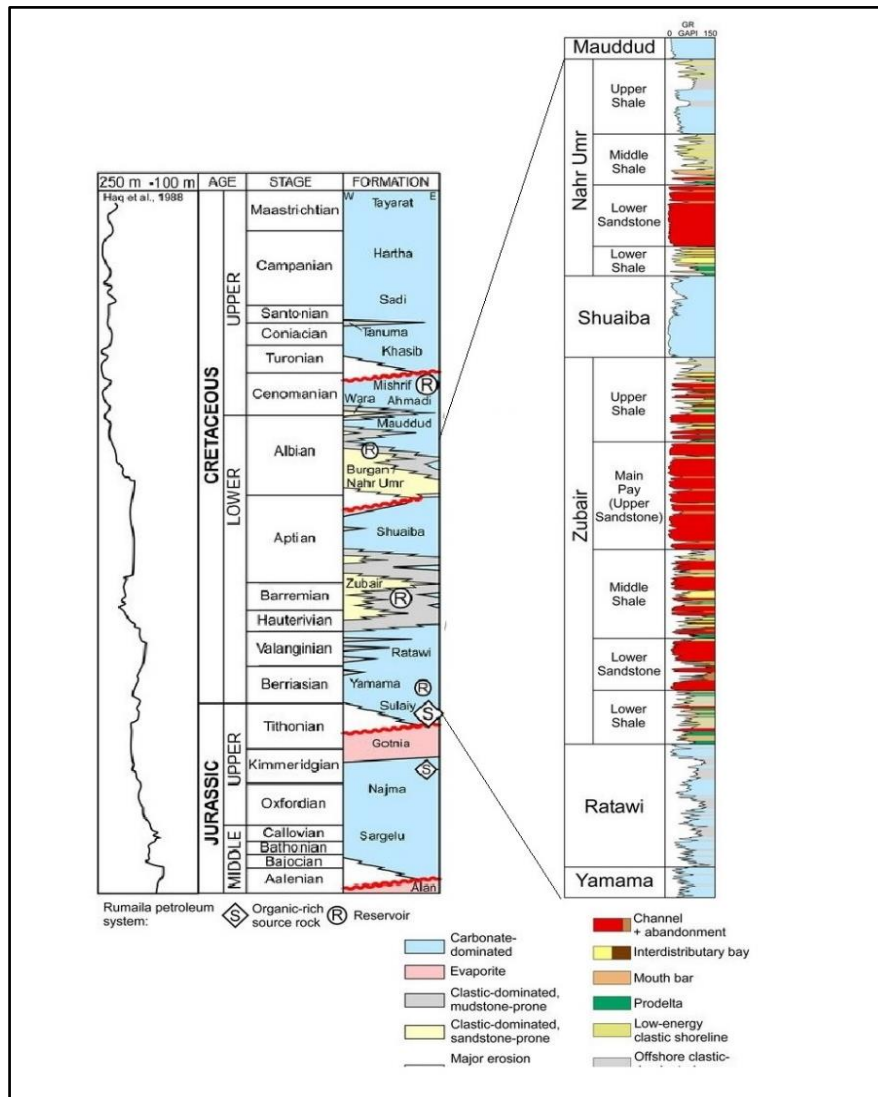 250 m -100 m
AGE
STAGE
FORMATION
Haq et al., 1988
CRETACEOUS
UPPER
LOWER
JURASSIC
UPPER
MIDDLE
Maastrichtian
Campanian
Santonian
Coniacian
Turonian
Cenomanian
Albian
Aptian
Barremian
Hauterivian
Valanginian
Berriasian
Tithonian
Kimmeridgian
Oxfordian
Callovian
Bathonian
Bajocian
Aalenian
W
E
Tayarat
Hartha
Sadi
Tanuma
Khasib
Mishrif
R
Wara
Ahmadi
Mauddud
R
Burgan/
Nahr Umr
Shuaiba
Zubair
R
Ratawi
Yamama
R
Sulaiy
S
Gotnia
S
Najma
Sargelu
Alan
GR
0 GAPI 150
Mauddud
Nahr Umr
Upper
Shale
Middle
Shale
Lower
Sandstone
Lower
Shale
Shuaiba
Zubair
Upper
Shale
Main
Pay
(Upper
Sandstone)
Middle
Shale
Lower
Sandstone
Lower
Shale
Ratawi
Yamama
Rumaila petroleum
system:
S
Organic-rich
source rock
R
Reservoir
Carbonate-
dominated
Evaporite
Clastic-dominated,
mudstone-prone
Clastic-dominated,
sandstone-prone
Major erosion
Channel
+ abandonment
Interdistributary bay
Mouth bar
Prodelta
Low-energy
clastic shoreline
Offshore clastic-